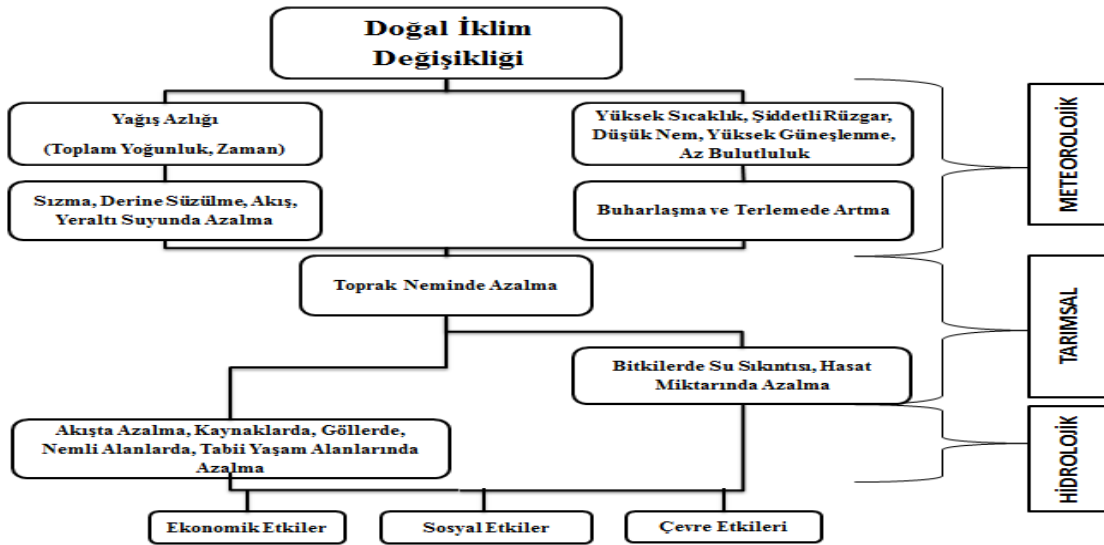 Doğal İklim
Değişikliği
Yağış Azlığı
(Toplam Yoğunluk, Zaman)
Yüksek Sıcaklık, Şiddetli Rüzgar,
Düşük Nem, Yüksek Güneşlenme,
Az Bulutluluk
Sızma, Derine Süzülme, Akış,
Yeraltı Suyunda Azalma
Buharlaşma ve Terlemede Artma
METEOROLOJİK
Toprak Neminde Azalma
Bitkilerde Su Sıkıntısı, Hasat
Miktarında Azalma
TARIMSAL
Akışta Azalma, Kaynaklarda, Göllerde,
Nemli Alanlarda, Tabii Yaşam Alanlarında
Azalma
HİDROLOJİK
Ekonomik Etkiler
Sosyal Etkiler
Çevre Etkileri